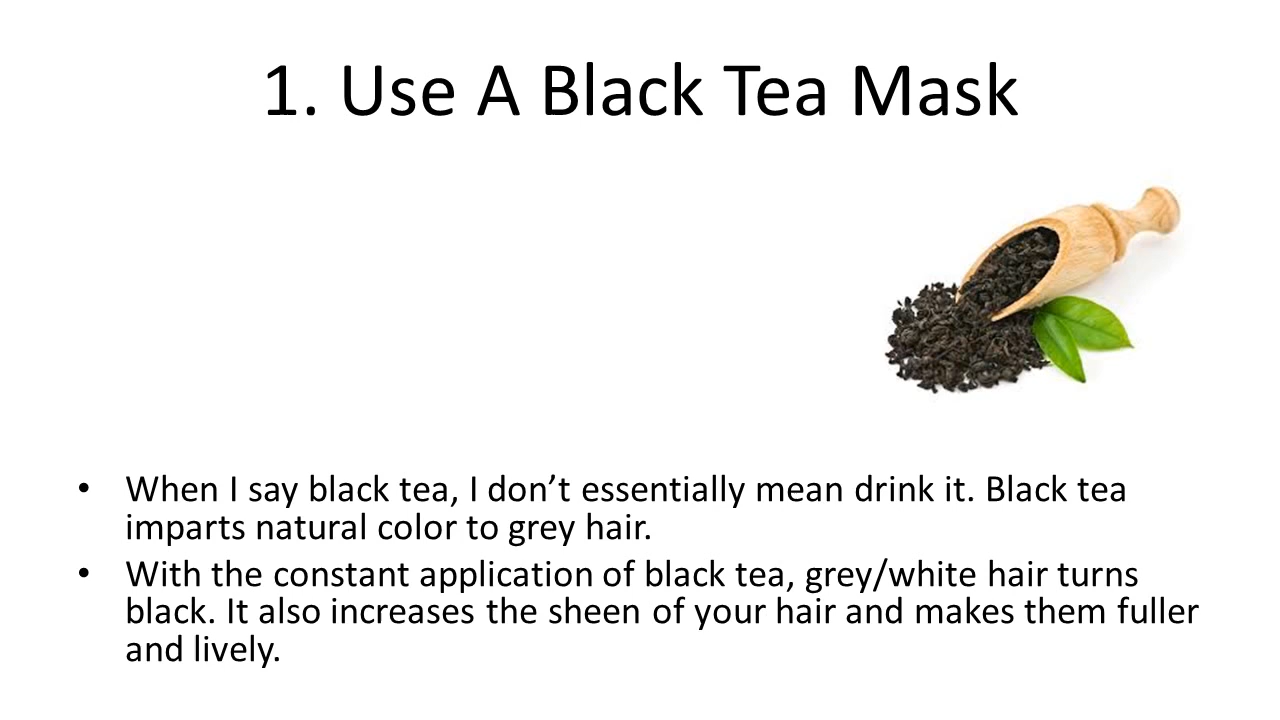 1. Use A Black Tea Mask
• When I say black tea, I don’t essentially mean drink it. Black tea
imparts natural color to grey hair.
• With the constant application of black tea, grey/white hair turns
black. It also increases the sheen of your hair and makes them fuller
and lively.